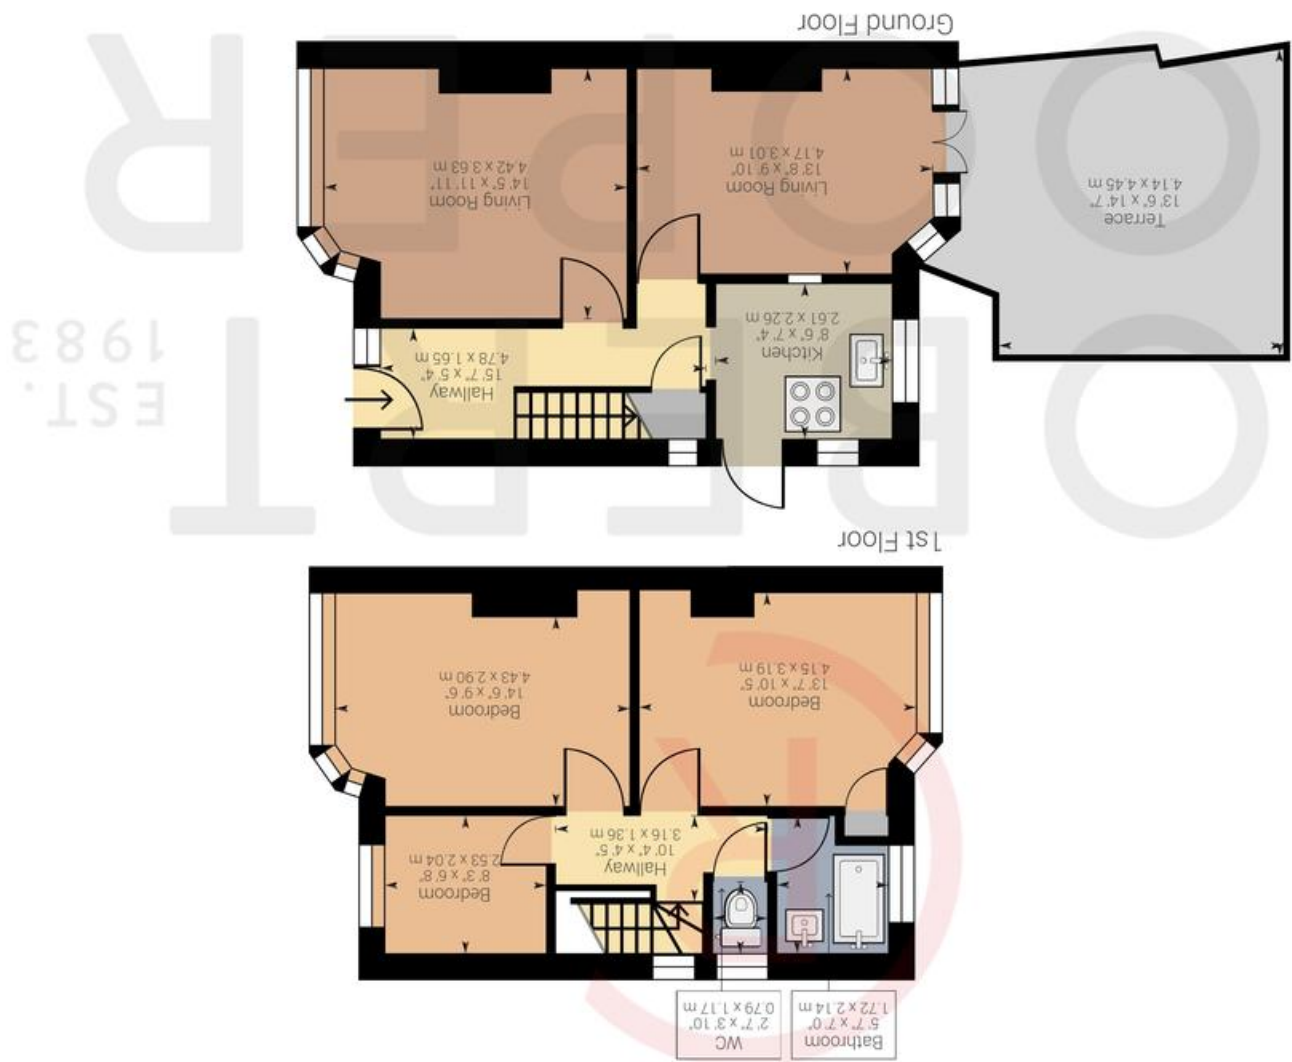 Bathroom
5'7" x 7'0"
1.72 x 2.14 m
WC
2'7" x 3'10"
0.79 x 1.17 m
Hallway
10'4" x 4'5"
3.16 x 1.36 m
Bedroom
8'3" x 6'8"
2.53 x 2.04 m
Bedroom
13'7" x 10'5"
4.15 x 3.19 m
Bedroom
14'6" x 9'6"
4.43 x 2.90 m
1st Floor
OBERT
EST.
1983
Kitchen
8'6" x 7'4"
2.61 x 2.26 m
Hallway
15'7" x 5'4"
4.78 x 1.65 m
Terrace
13'6" x 14'7"
4.14 x 4.45 m
Living Room
13'8" x 9'10"
4.17 x 3.01 m
Living Room
14'5" x 11'11"
4.42 x 3.63 m
OOPER
Ground Floor